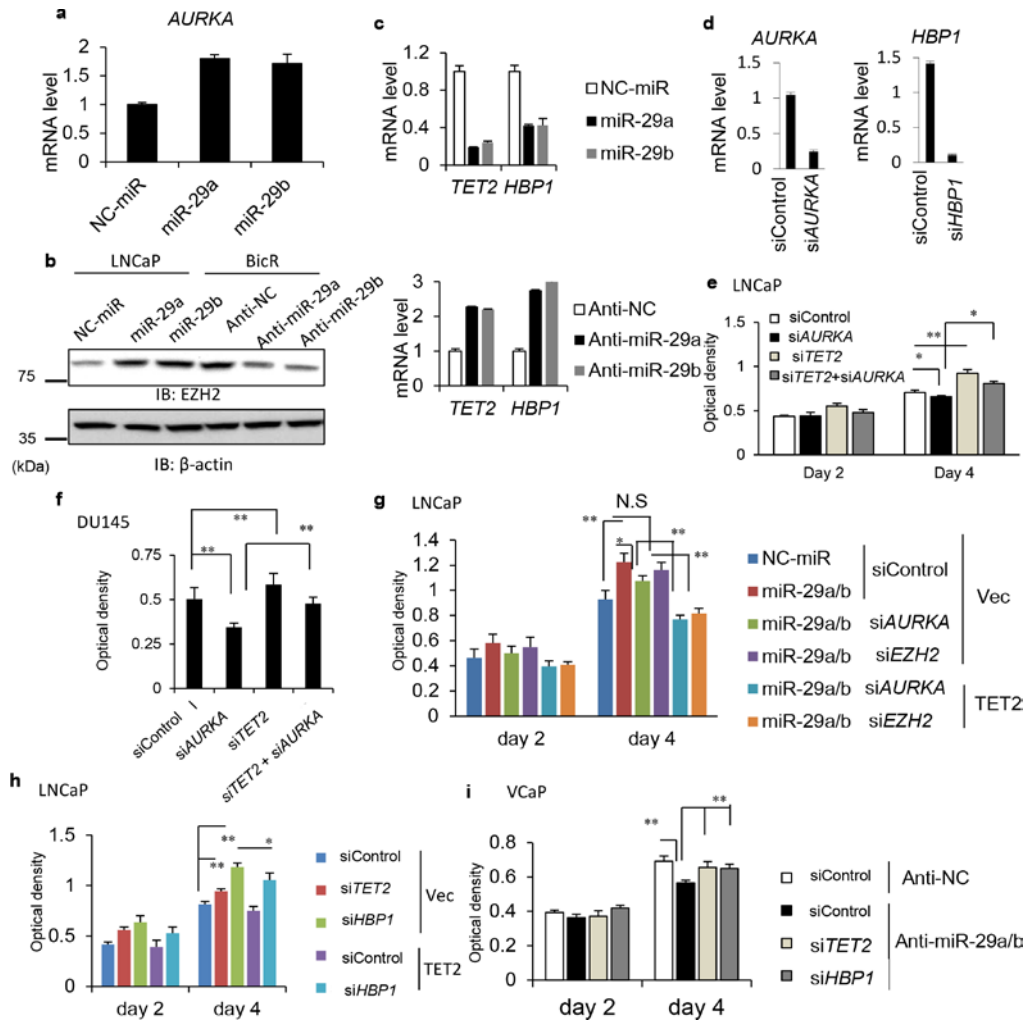 a
AURKA
mRNA level
2
1.5
1
0.5
0
NC-miR
miR-29a
miR-29b
b
LNCaP
BicR
NC-miR
miR-29a
miR-29b
Anti-NC
Anti-miR-29a
Anti-miR-29b
75
IB: EZH2
35
(kDa)
IB: β-actin
c
mRNA level
1.2
0.8
0.4
0
TET2 HBP1
NC-miR
miR-29a
miR-29b
mRNA level
3
2
1
0
TET2 HBP1
Anti-NC
Anti-miR-29a
Anti-miR-29b
d
AURKA
mRNA level
1.5
1
0.5
0
siControl
siAURKA
HBP1
mRNA level
1.5
1
0.5
0
siControl
siHBP1
e LNCaP
Optical density
1.5
1
0.5
0
siControl
siAURKA
siTET2
siTET2+siAURKA
*
**
*
Day 2
Day 4
f
DU145
Optical density
0.75
0.5
0.25
0
**
**
**
siControl
siAURKA
siTET2
siTET2 + siAURKA
g LNCaP
Optical density
1.4
1.2
1
0.8
0.6
0.4
0.2
0
N.S
**
*
**
**
day 2
day 4
NC-miR
miR-29a/b
siControl
miR-29a/b siAURKA
miR-29a/b siEZH2
Vec
miR-29a/b siAURKA
miR-29a/b siEZH2
TET2
h LNCaP
Optical density
1.5
1
0.5
0
**
**
*
day 2
day 4
siControl
siTET2
siHBP1
Vec
siControl
siHBP1
TET2
i VCaP
Optical density
0.8
0.6
0.4
0.2
0
**
**
day 2
day 4
siControl
Anti-NC
siControl
siTET2
siHBP1
Anti-miR-29a/b